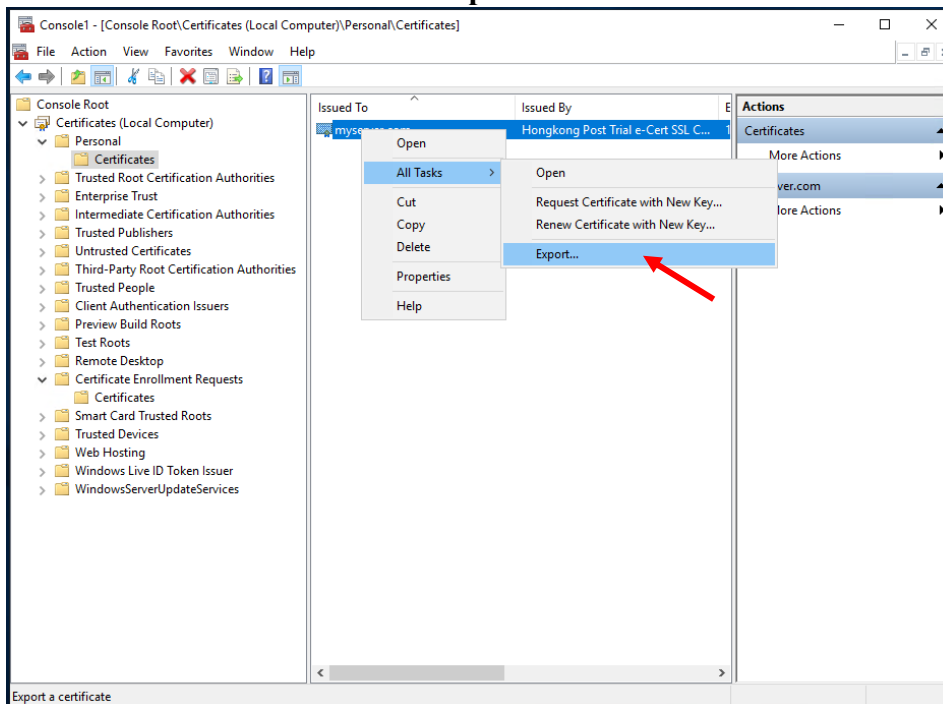 Console1 - [Console Root\Certificates (Local Computer)\Personal\Certificates]
File Action View Favorites Window Help
Console Root
Certificates (Local Computer)
Personal
Certificates
Trusted Root Certification Authorities
Enterprise Trust
Intermediate Certification Authorities
Trusted Publishers
Untrusted Certificates
Third-Party Root Certification Authorities
Trusted People
Client Authentication Issuers
Preview Build Roots
Test Roots
Remote Desktop
Certificate Enrollment Requests
Certificates
Smart Card Trusted Roots
Trusted Devices
Web Hosting
Windows Live ID Token Issuer
WindowsServerUpdateServices
Issued To Issued By E
myserver.com Hongkong Post Trial e-Cert SSL C... 1
Open
All Tasks
Cut
Copy
Delete
Properties
Help
Open
Request Certificate with New Key...
Renew Certificate with New Key...
Export...
Actions
Certificates
More Actions
ver.com
More Actions
Export a certificate